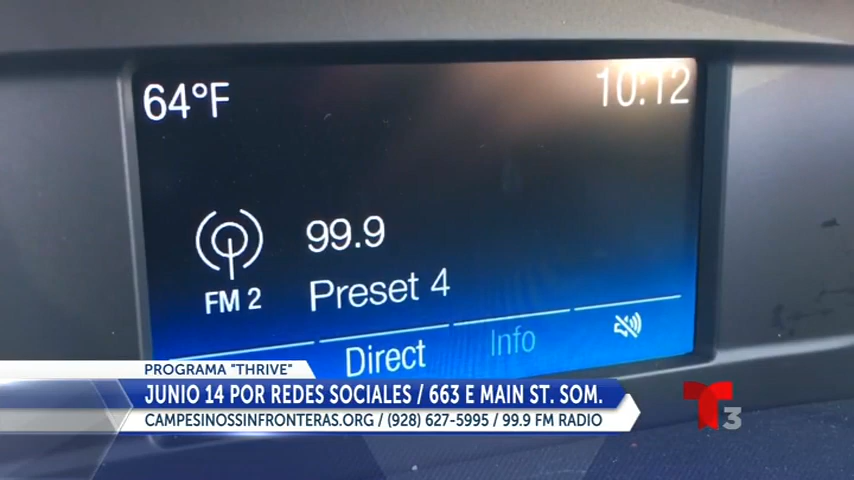 64°F
10:12
99.9
FM 2
Preset 4
Direct
Info
PROGRAMA "THRIVE"
JUNIO 14 POR REDES SOCIALES / 663 E MAIN ST. SOM.
CAMPESINOSSINFRONTERAS.ORG / (928) 627-5995 / 99.9 FM RADIO
T3